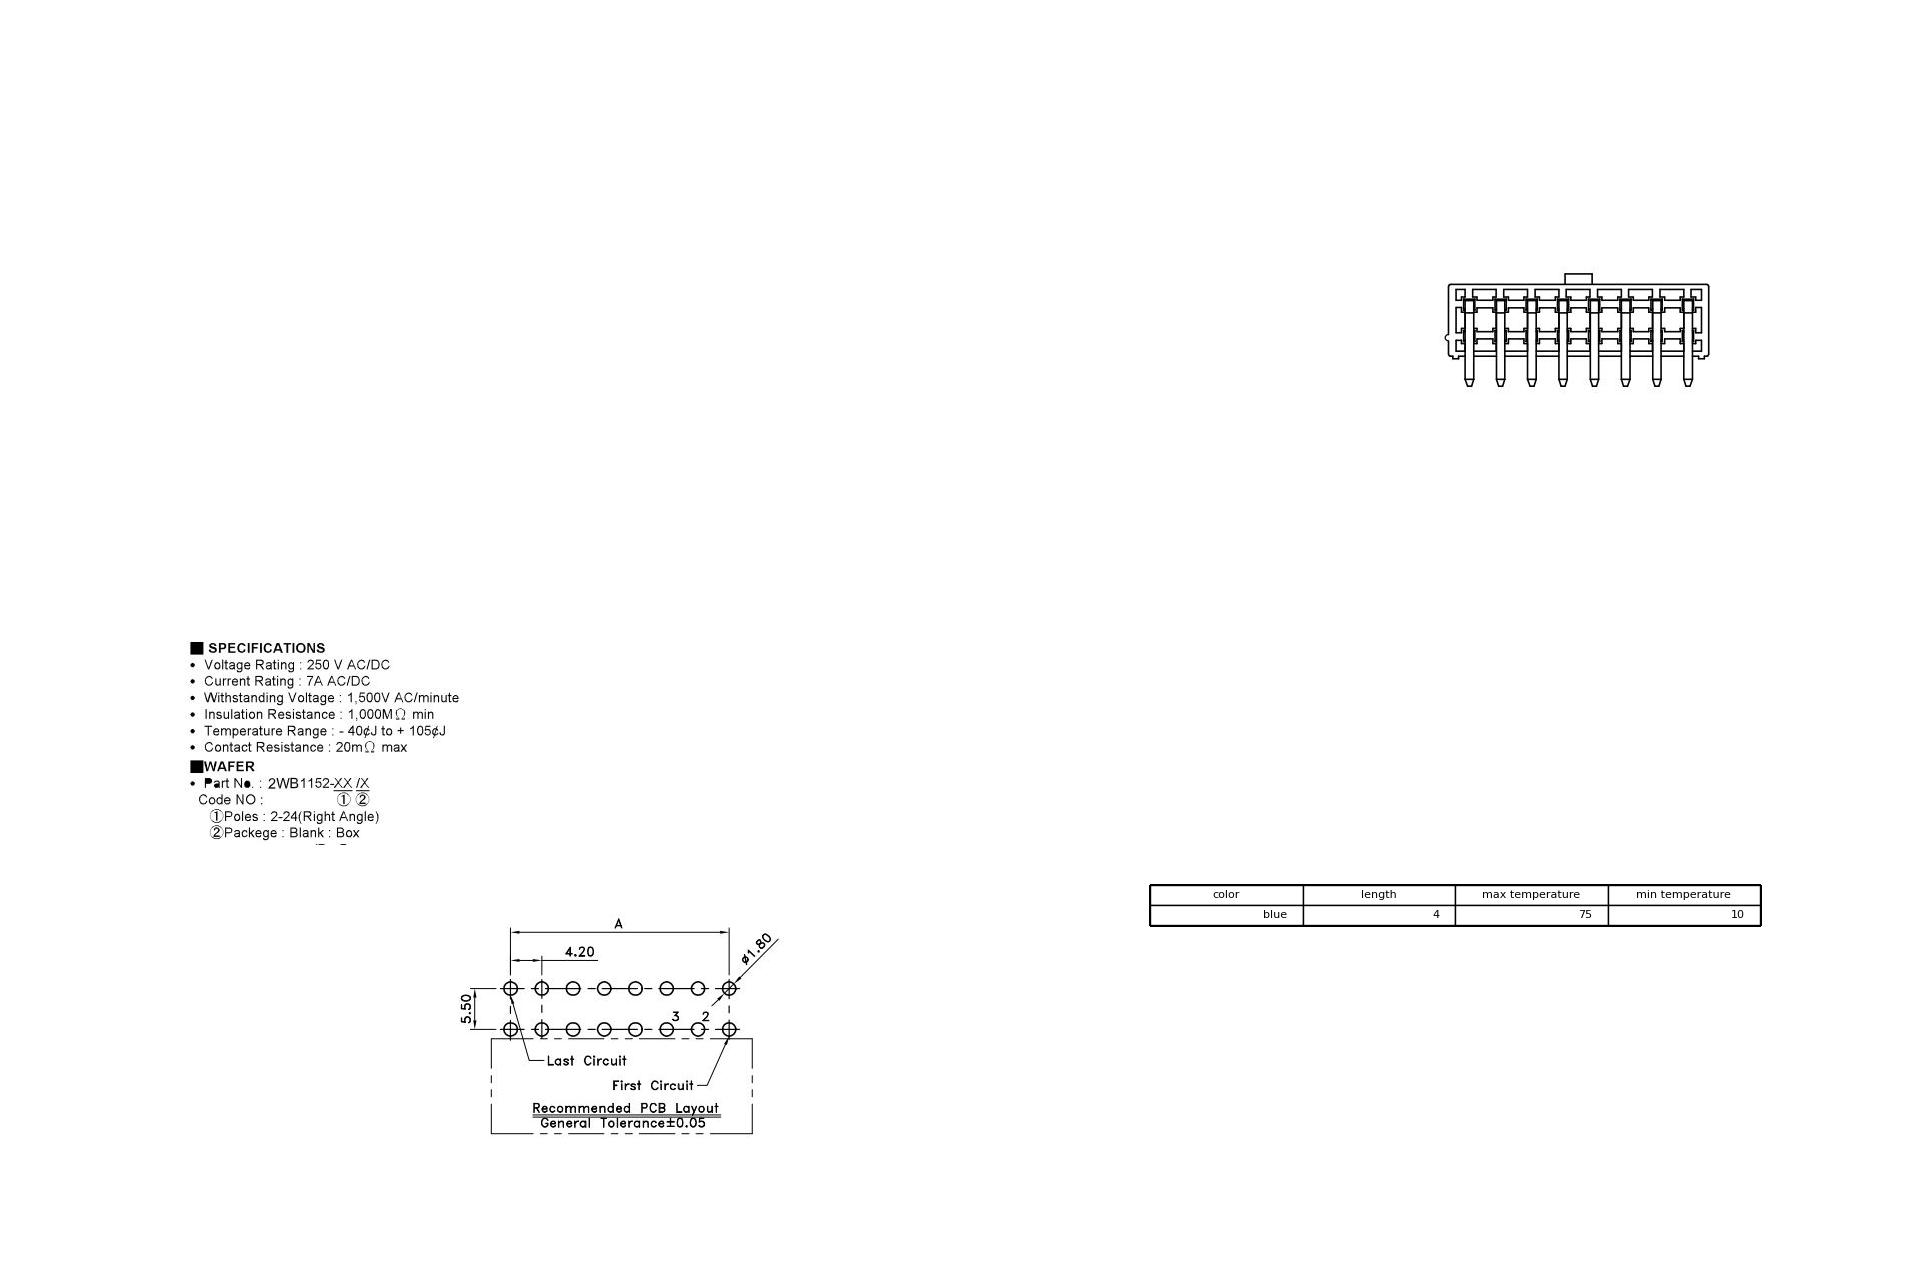 ■ SPECIFICATIONS
• Voltage Rating : 250 V AC/DC
• Current Rating : 7A AC/DC
• Withstanding Voltage : 1,500V AC/minute
• Insulation Resistance : 1,000MΩ min
• Temperature Range : - 40¢J to + 105¢J
• Contact Resistance : 20mΩ max
■WAFER
• Part No. : 2WB1152-XX /X
Code NO : ① ②
①Poles : 2-24(Right Angle)
②Packege : Blank : Box
color length max temperature min temperature
blue 4 75 10
A
4.20
ø1.80
5.50
3 2
Last Circuit
First Circuit
Recommended PCB Layout
General Tolerance±0.05